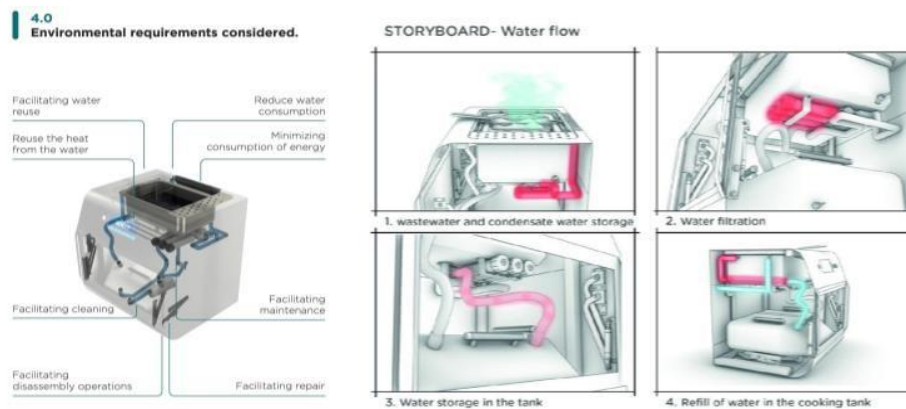 4.0
Environmental requirements considered.
Facilitating water
reuse
Reduce water
consumption
Reuse the heat
from the water
Minimizing
consumption of energy
Facilitating cleaning
Facilitating
maintenance
Facilitating
disassembly operations
Facilitating repair
STORYBOARD- Water flow
1. wastewater and condensate water storage
2. Water filtration
3. Water storage in the tank
4. Refill of water in the cooking tank